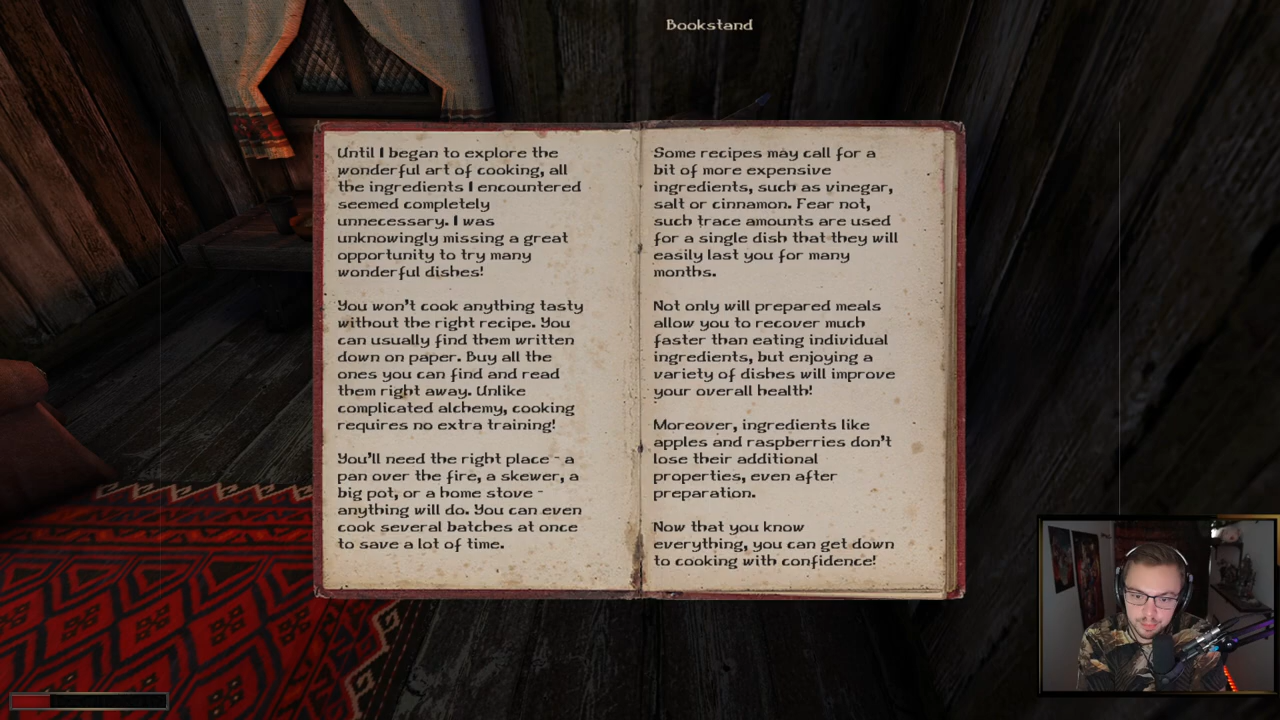 Bookstand
Until I began to explore the
wonderful art of cooking, all
the ingredients I encountered
seemed completely
unnecessary. I was
unknowingly missing a great
opportunity to try many
wonderful dishes!
You won't cook anything tasty
without the right recipe. You
can usually find them written
down on paper. Buy all the
ones you can find and read
them right away. Unlike
complicated alchemy, cooking
requires no extra training!
You'll need the right place - a
pan over the fire, a skewer, a
big pot, or a home stove -
anything will do. You can even
cook several batches at once
to save a lot of time.
Some recipes may call for a
bit of more expensive
ingredients, such as vinegar,
salt or cinnamon. Fear not,
such trace amounts are used
for a single dish that they will
easily last you for many
months.
Not only will prepared meals
allow you to recover much
faster than eating individual
ingredients, but enjoying a
variety of dishes will improve
your overall health!
Moreover, ingredients like
apples and raspberries don't
lose their additional
properties, even after
preparation.
Now that you know
everything, you can get down
to cooking with confidence!